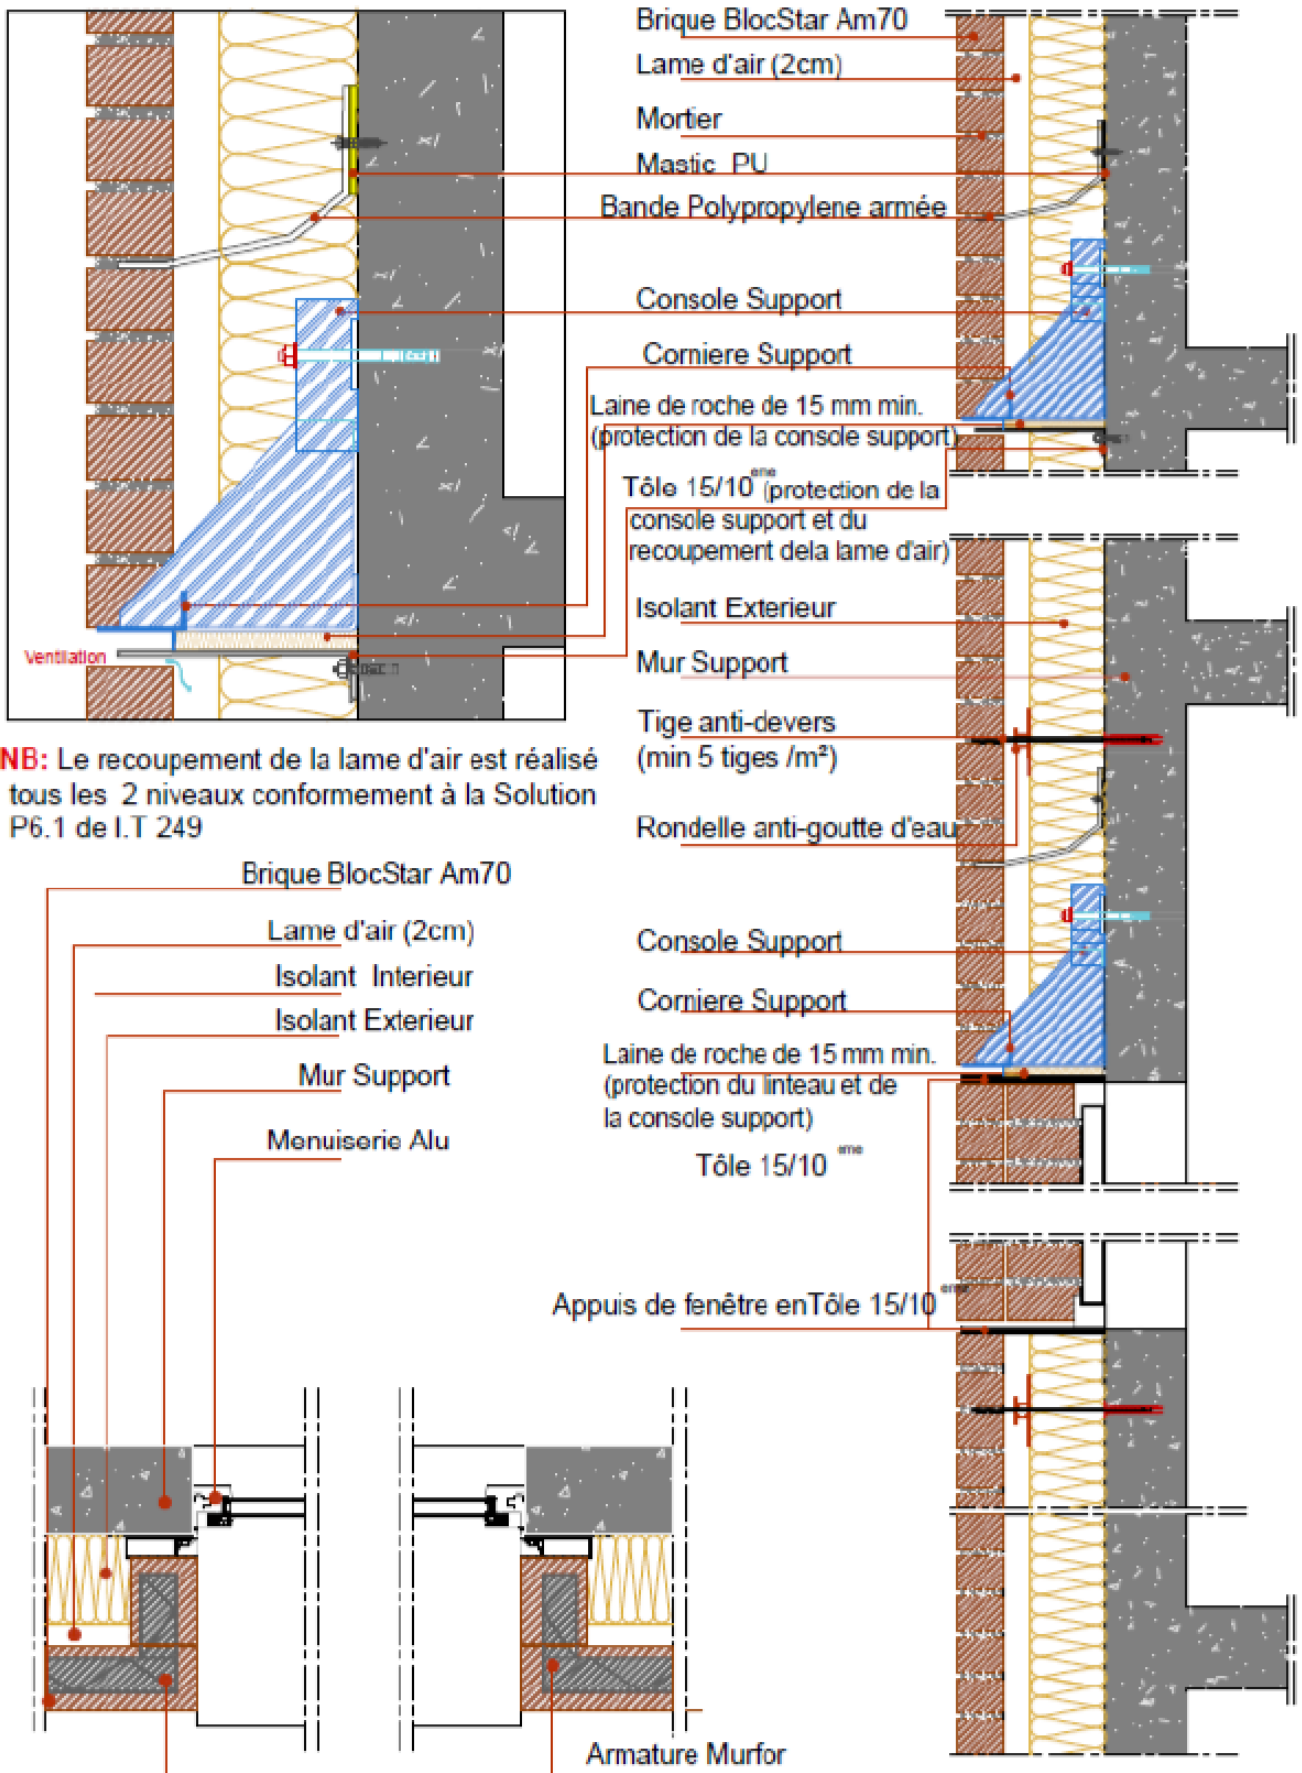 Brique BlocStar Am70
Lame d'air (2cm)
Mortier
Mastic PU
Bande Polypropylene armée
Console Support
Corniere Support
Laine de roche de 15 mm min.
(protection de la console support)
Tôle 15/10 ene (protection de la
console support et du
recoupement dela lame d'air)
Isolant Exterieur
Mur Support
Tige anti-devers
(min 5 tiges /m²)
Rondelle anti-goutte d'eau
Console Support
Corniere Support
Laine de roche de 15 mm min.
(protection du linteau et de
la console support)
Tôle 15/10 eme
Appuis de fenêtre enTôle 15/10 eme
Ventilation
NB: Le recoupement de la lame d'air est réalisé
tous les 2 niveaux conformement à la Solution
P6.1 de I.T 249
Brique BlocStar Am70
Lame d'air (2cm)
Isolant Interieur
Isolant Exterieur
Mur Support
Menuiserie Alu
Armature Murfor